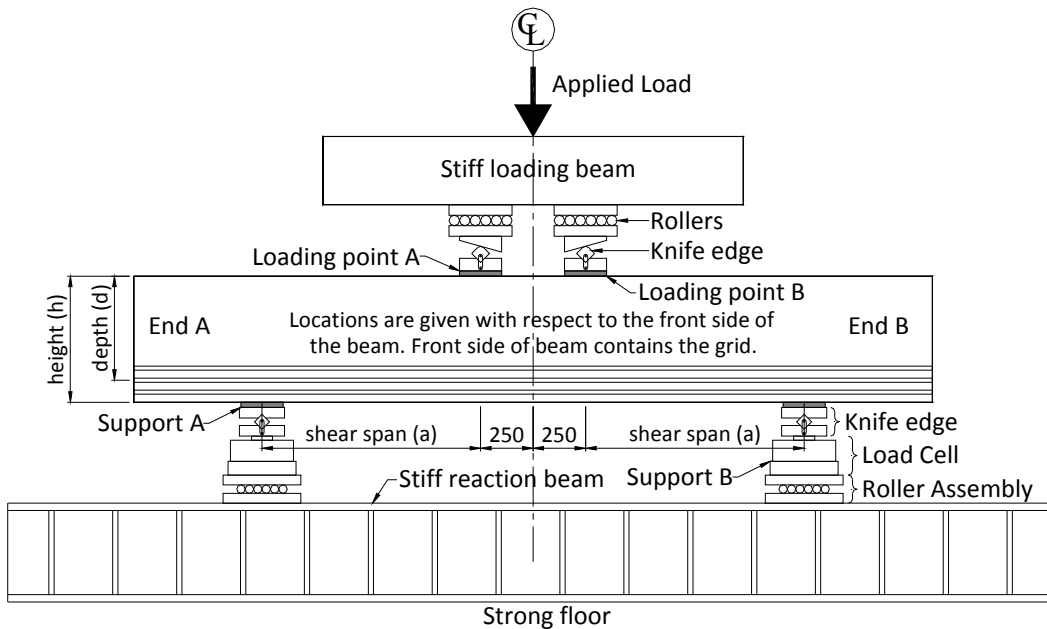 CL
Applied Load
Stiff loading beam
Rollers
Knife edge
Loading point A
Loading point B
height (h)
depth (d)
End A
Locations are given with respect to the front side of
the beam. Front side of beam contains the grid.
End B
Support A
shear span (a)
250
250
shear span (a)
Knife edge
Load Cell
Support B
Stiff reaction beam
Roller Assembly
Strong floor